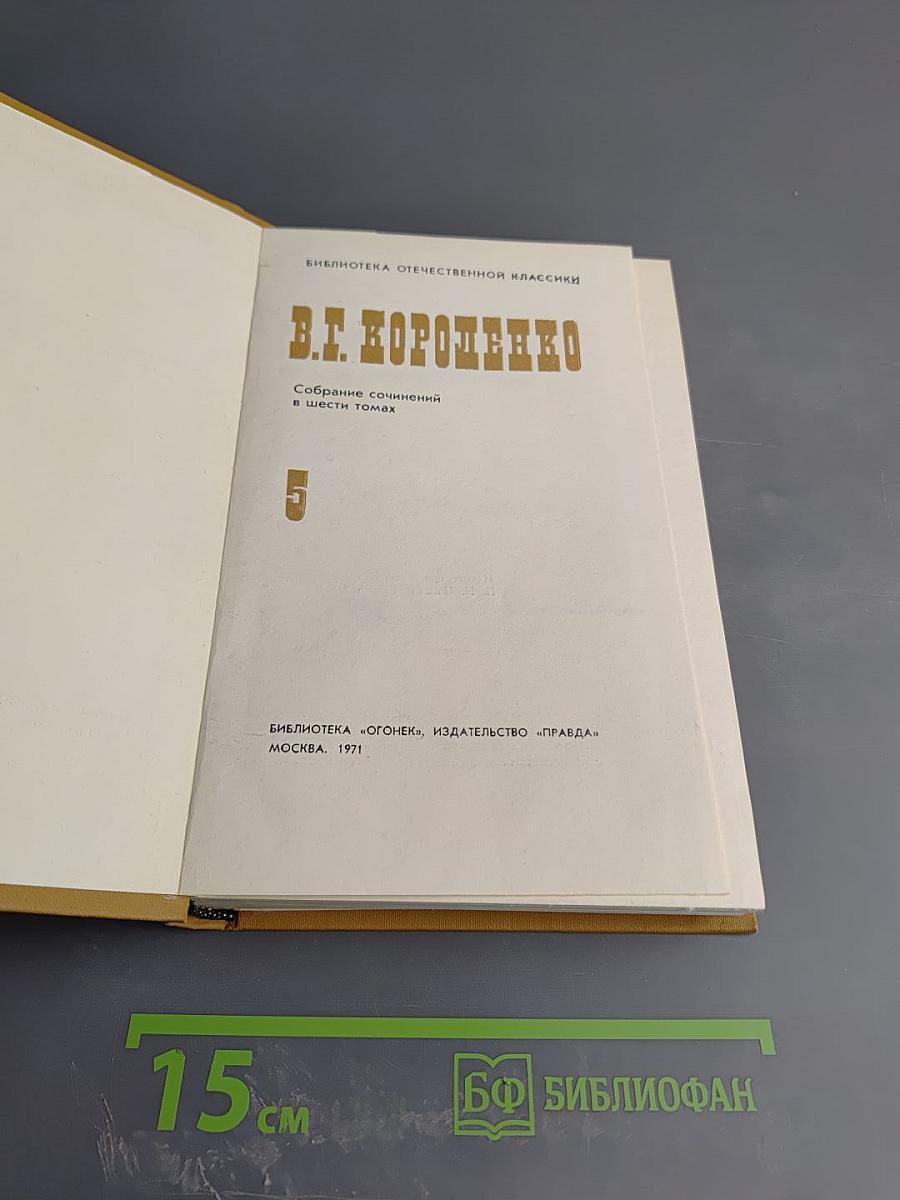 БИБЛИОТЕКА ОТЕЧЕСТВЕННОЙ КЛАССИКИ
В.Г. КОРОЛЕНКО
Собрание сочинений
в шести томах
5
БИБЛИОТЕКА «ОГОНЕК», ИЗДАТЕЛЬСТВО «ПРАВДА»
МОСКВА. 1971
15 см
БФ БИБЛИОФАН